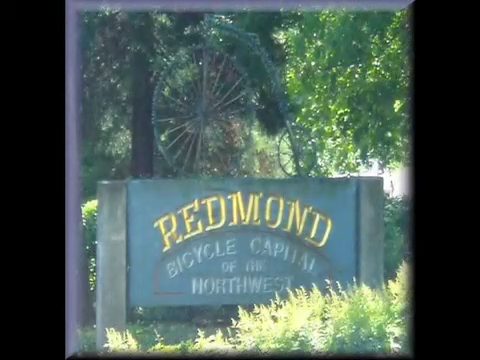 REDMOND
BICYCLE CAPITAL
OF THE
NORTHWEST